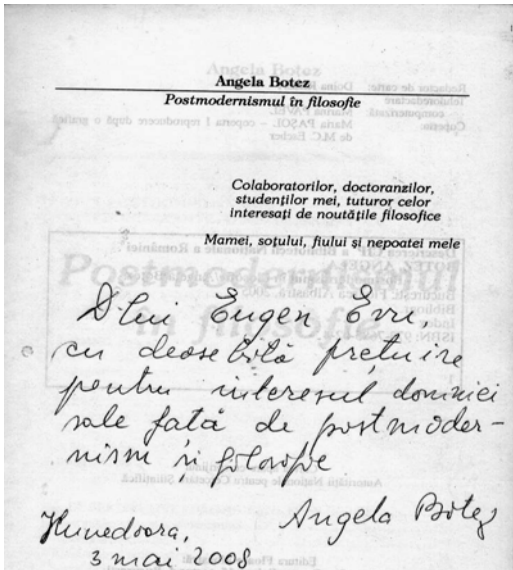 Angela Botez
Postmodernismul în filosofie
Colaboratorilor, doctoranzilor,
studenților mei, tuturor celor
interesați de noutățile filosofice
Mamei, soțului, fiului și nepoatei mele
Dlui Eugen Evu,
cu deosebită prețuire
pentru interesul domniei
sale față de postmoder-
nism în filosofie
Angela Botez
Hunedoara,
3 mai 2008